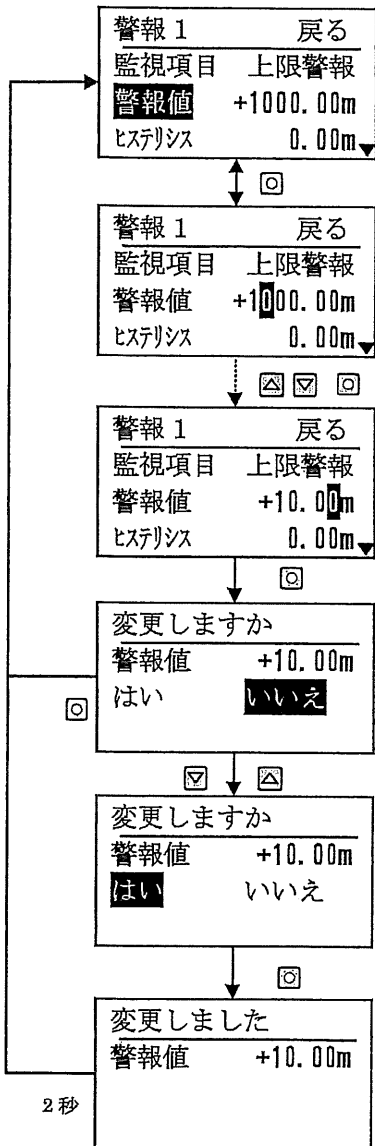 警報1 戻る
監視項目 上限警報
警報値 +1000.00m
ヒステリシス 0.00m▼
警報1 戻る
監視項目 上限警報
警報値 +1000.00m
ヒステリシス 0.00m▼
警報1 戻る
監視項目 上限警報
警報値 +10.00m
ヒステリシス 0.00m▼
変更しますか
警報値 +10.00m
はい いいえ
変更しますか
警報値 +10.00m
はい いいえ
変更しました
警報値 +10.00m
2秒